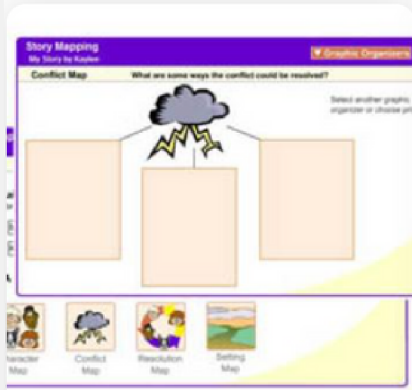 Story Mapping
My Story by Kaylee
▼ Graphic Organizers
Conflict Map
What are some ways the conflict could be resolved?
Select another graphic
organizer or choose
Conflict
Map
Resolution
Map
Setting
Map
Map